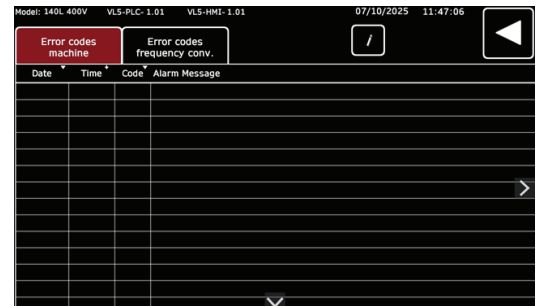 Model: 140L 400V VL5-PLC- 1.01 VL5-HMI- 1.01 07/10/2025 11:47:06
Error codes
machine
Error codes
frequency conv.
i
Date Time Code Alarm Message